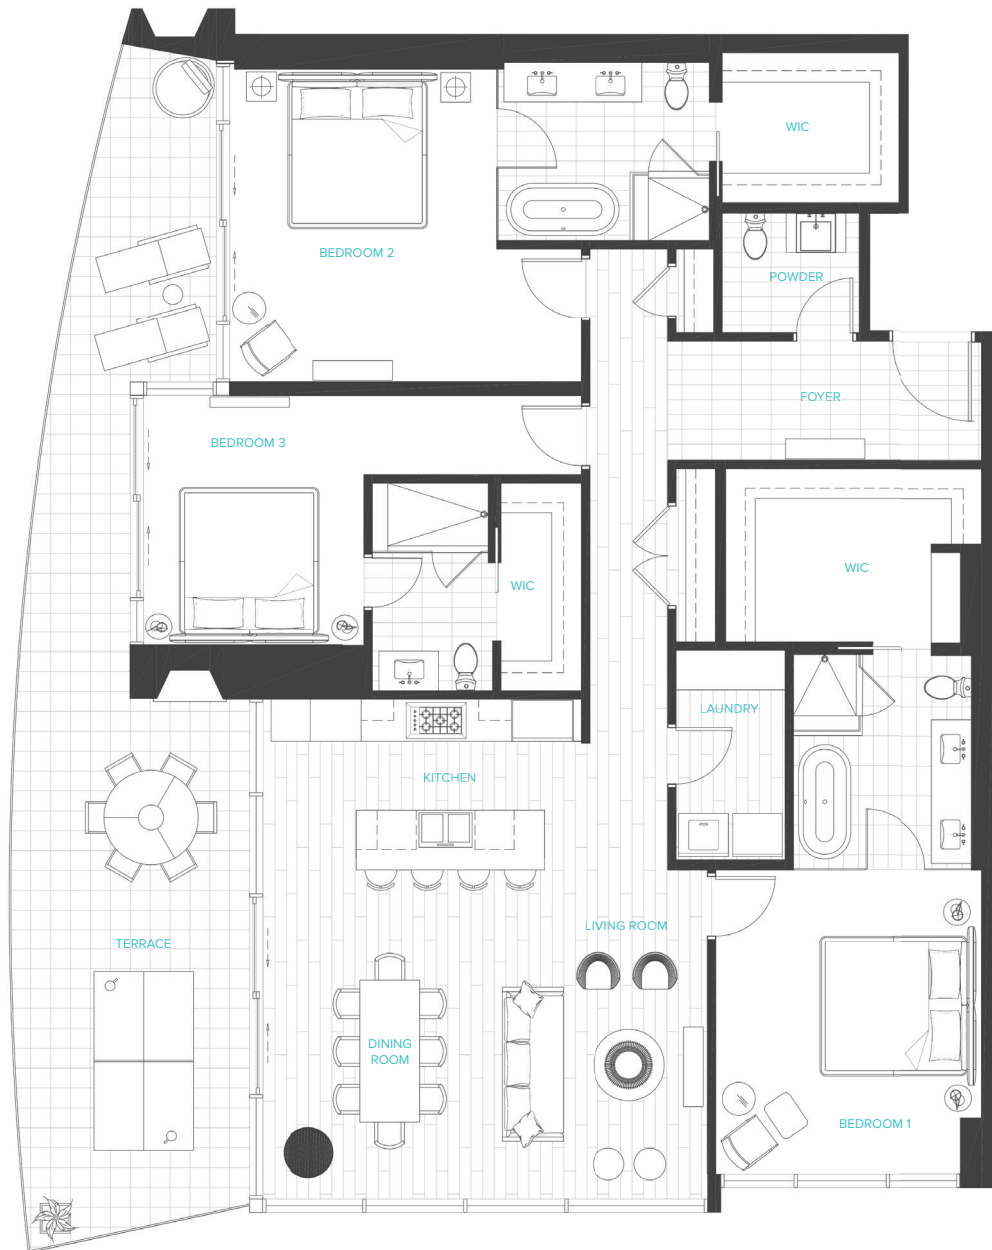 WIC
BEDROOM 2
POWDER
FOYER
BEDROOM 3
WIC
WIC
LAUNDRY
KITCHEN
LIVING ROOM
TERRACE
DINING
ROOM
BEDROOM 1